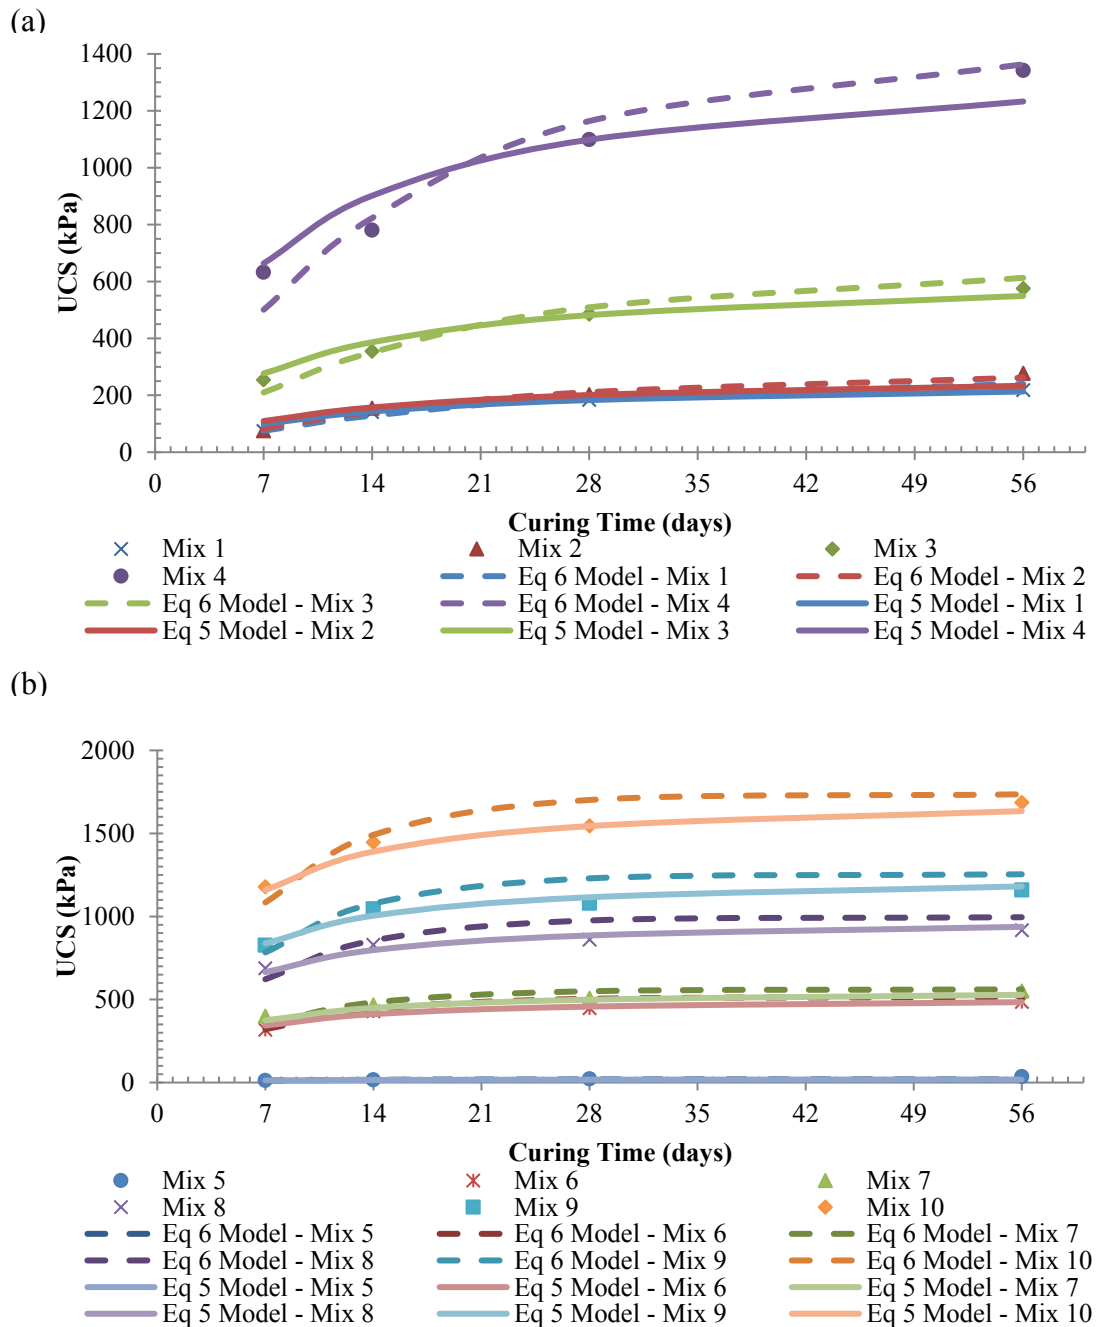 (a)
1400
1200
1000
800
600
400
200
0
UCS (kPa)
0 7 14 21 28 35 42 49 56
Curing Time (days)
Mix 1 Mix 2 Mix 3
Mix 4 Eq 6 Model - Mix 1 Eq 6 Model - Mix 2
Eq 6 Model - Mix 3 Eq 6 Model - Mix 4 Eq 5 Model - Mix 1
Eq 5 Model - Mix 2 Eq 5 Model - Mix 3 Eq 5 Model - Mix 4
(b)
2000
1500
1000
500
0
UCS (kPa)
0 7 14 21 28 35 42 49 56
Curing Time (days)
Mix 5 Mix 6 Mix 7
Mix 8 Mix 9 Mix 10
Eq 6 Model - Mix 5 Eq 6 Model - Mix 6 Eq 6 Model - Mix 7
Eq 6 Model - Mix 8 Eq 6 Model - Mix 9 Eq 6 Model - Mix 10
Eq 5 Model - Mix 5 Eq 5 Model - Mix 6 Eq 5 Model - Mix 7
Eq 5 Model - Mix 8 Eq 5 Model - Mix 9 Eq 5 Model - Mix 10